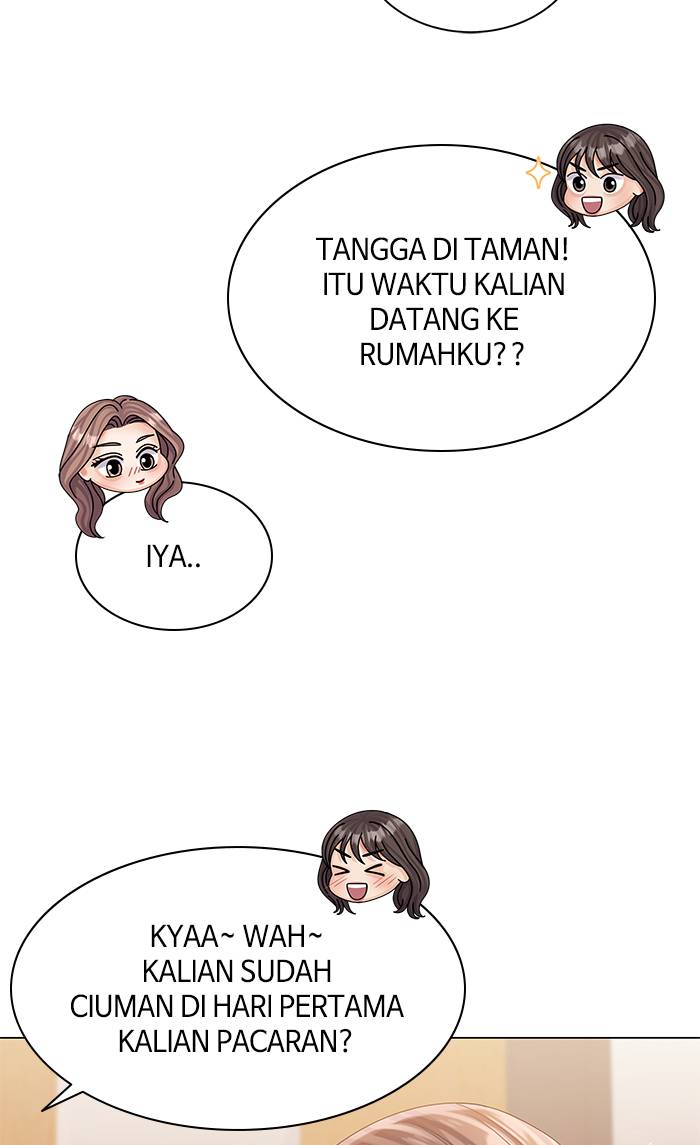 TANGGA DI TAMAN!
ITU WAKTU KALIAN
DATANG KE
RUMAHKU??
IYA..
KYAA~ WAH~
KALIAN SUDAH
CIUMAN DI HARI PERTAMA
KALIAN PACARAN?